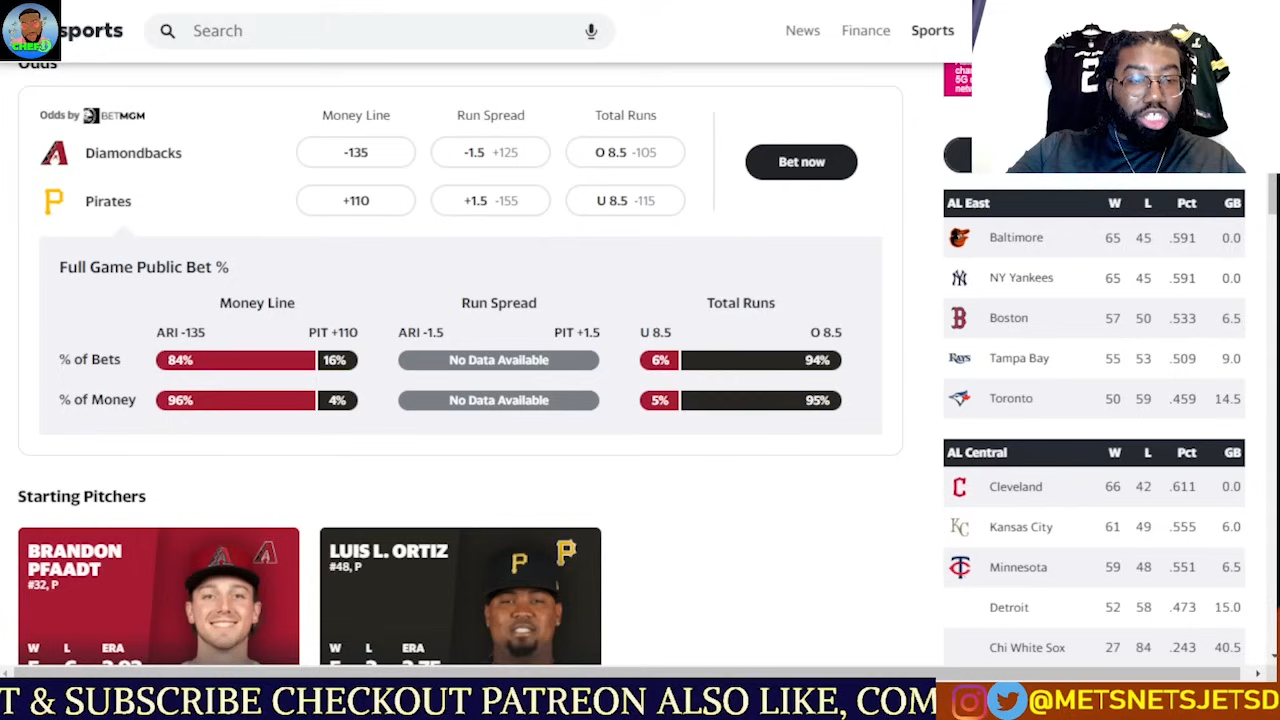 CHEF
sports
Search
News Finance Sports
Odds
Odds by BETMGM
Money Line Run Spread Total Runs
Diamondbacks -135 -1.5 +125 O 8.5 -105
Bet now
Pirates +110 +1.5 -155 U 8.5 -115
Full Game Public Bet %
Money Line Run Spread Total Runs
ARI -135 PIT +110 ARI -1.5 PIT +1.5 U 8.5 O 8.5
% of Bets 84% 16% No Data Available 6% 94%
% of Money 96% 4% No Data Available 5% 95%
Starting Pitchers
BRANDON
PFAADT
#32, P
W L ERA
LUIS L. ORTIZ
#48, P
W L ERA
5G
AL East W L Pct GB
Baltimore 65 45 .591 0.0
NY Yankees 65 45 .591 0.0
Boston 57 50 .533 6.5
Rays Tampa Bay 55 53 .509 9.0
Toronto 50 59 .459 14.5
AL Central W L Pct GB
Cleveland 66 42 .611 0.0
KC Kansas City 61 49 .555 6.0
Minnesota 59 48 .551 6.5
Detroit 52 58 .473 15.0
Chi White Sox 27 84 .243 40.5
T & SUBSCRIBE CHECKOUT PATREON ALSO LIKE, COM
@METSNETSJETSD